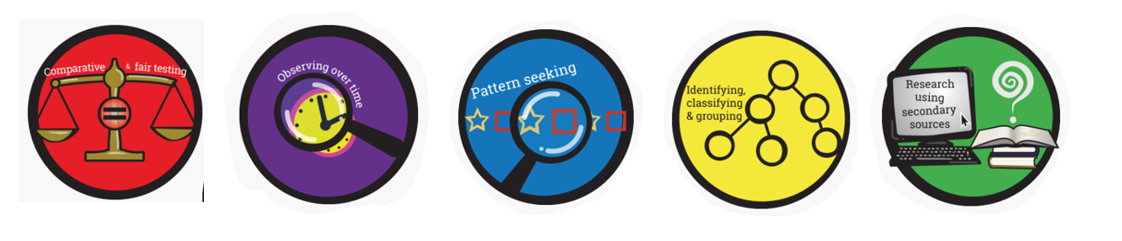 Comparative & fair testing
Observing over time
Pattern seeking
Identifying,
classifying
& grouping
Research
using
secondary
sources